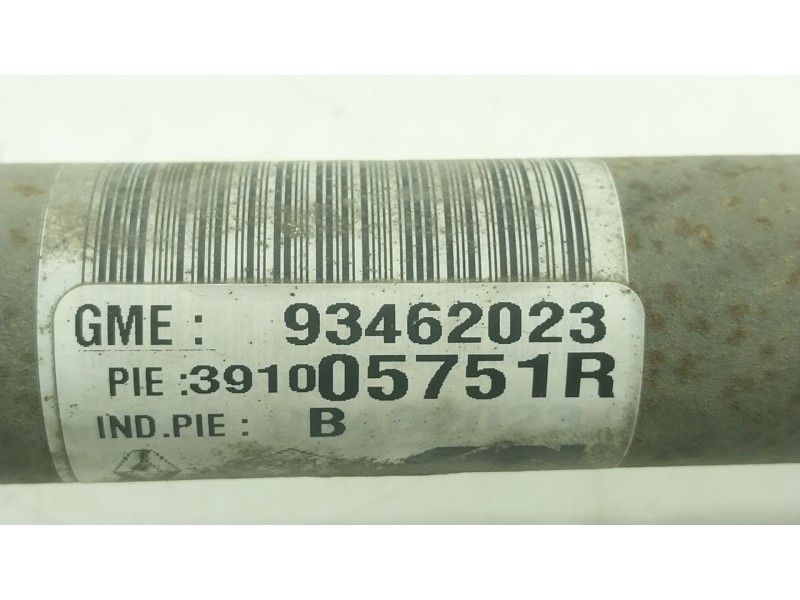 GME : 93462023
PIE :391005751R
IND.PIE : B